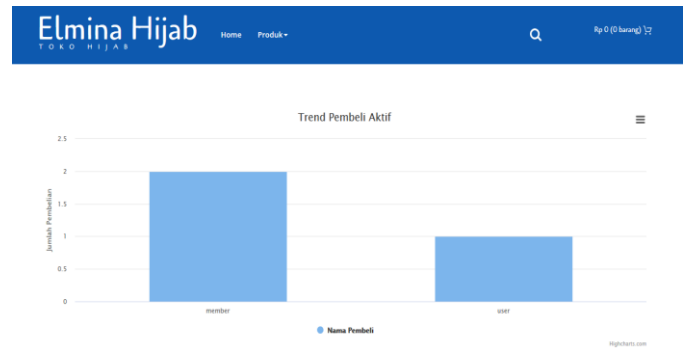 Elmina Hijab
TOKO HIJAB
Home Produk
Rp 0 (0 barang)
Trend Pembeli Aktif
2.5
2
1.5
1
0.5
0
Jumlah Pembelian
member user
Nama Pembeli
Highcharts.com